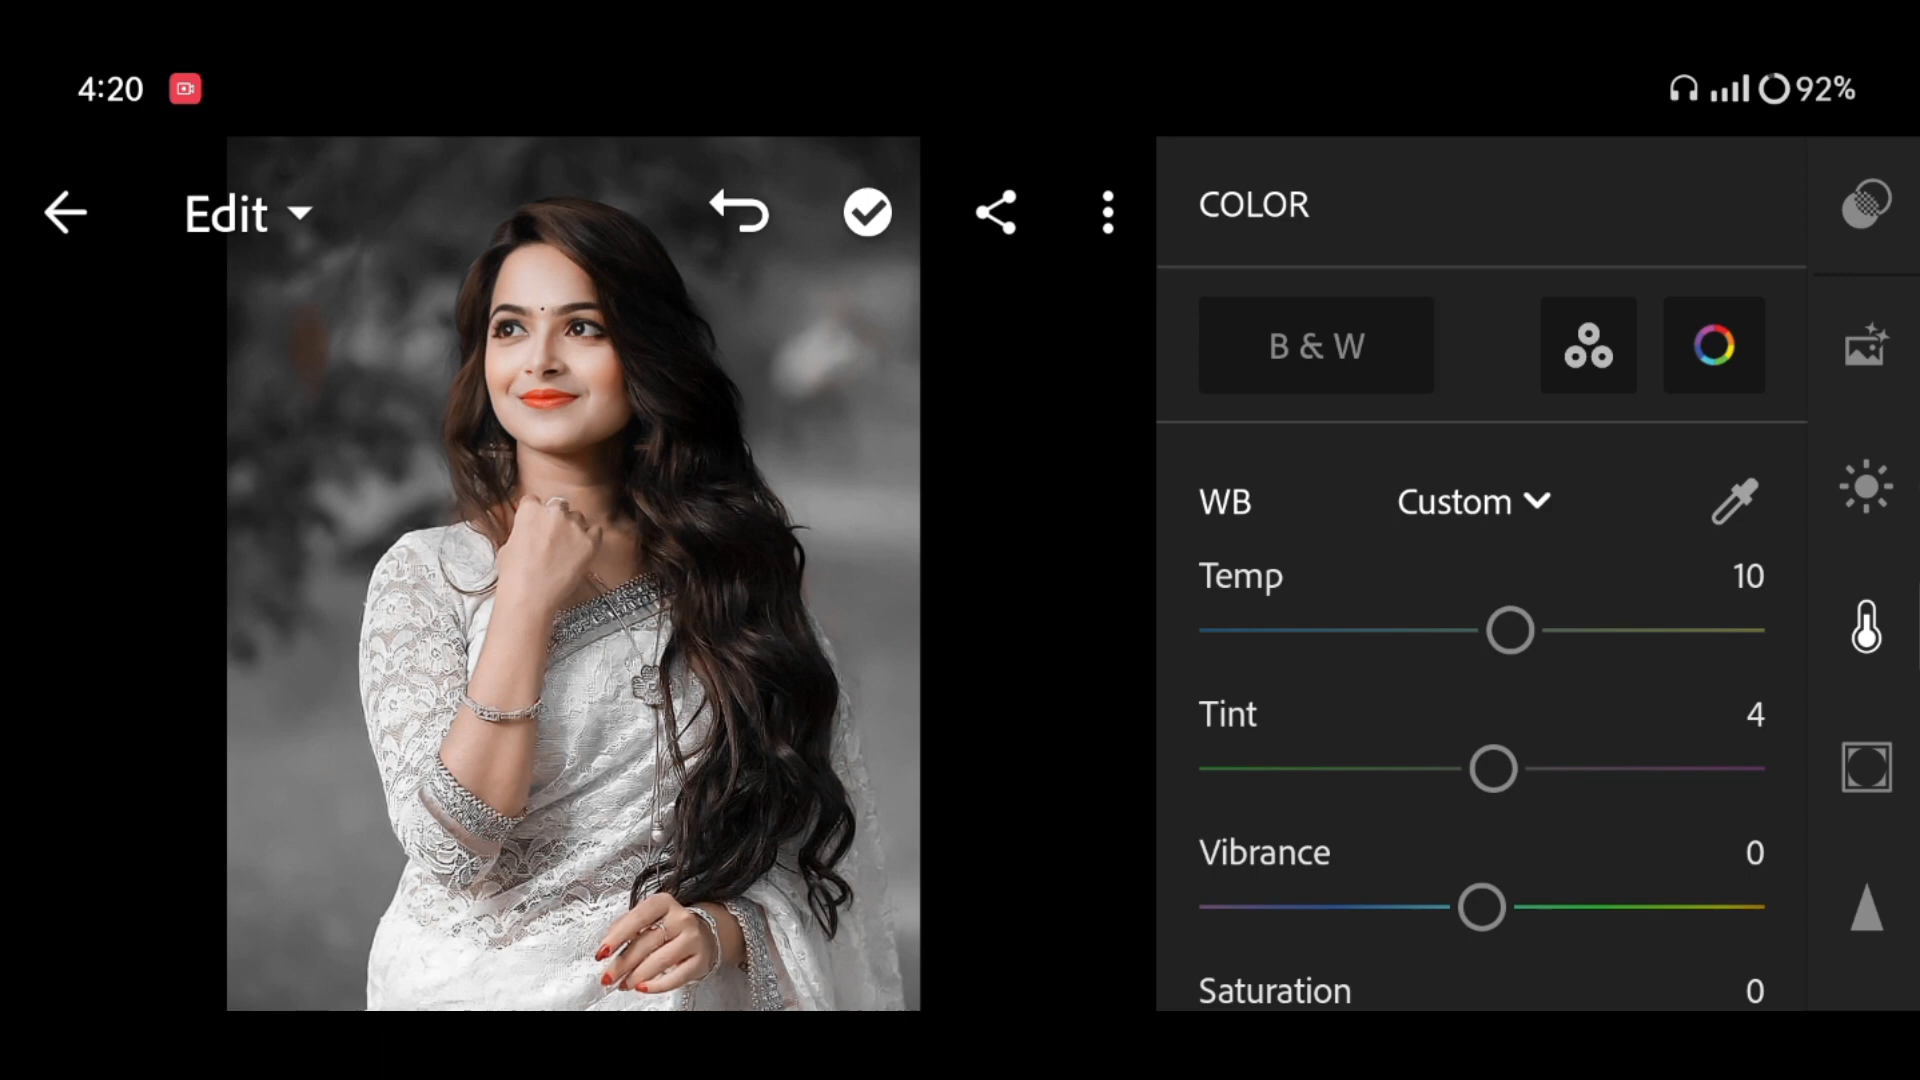 4:20
92%
Edit
COLOR
B & W
WB Custom
Temp 10
Tint 4
Vibrance 0
Saturation 0